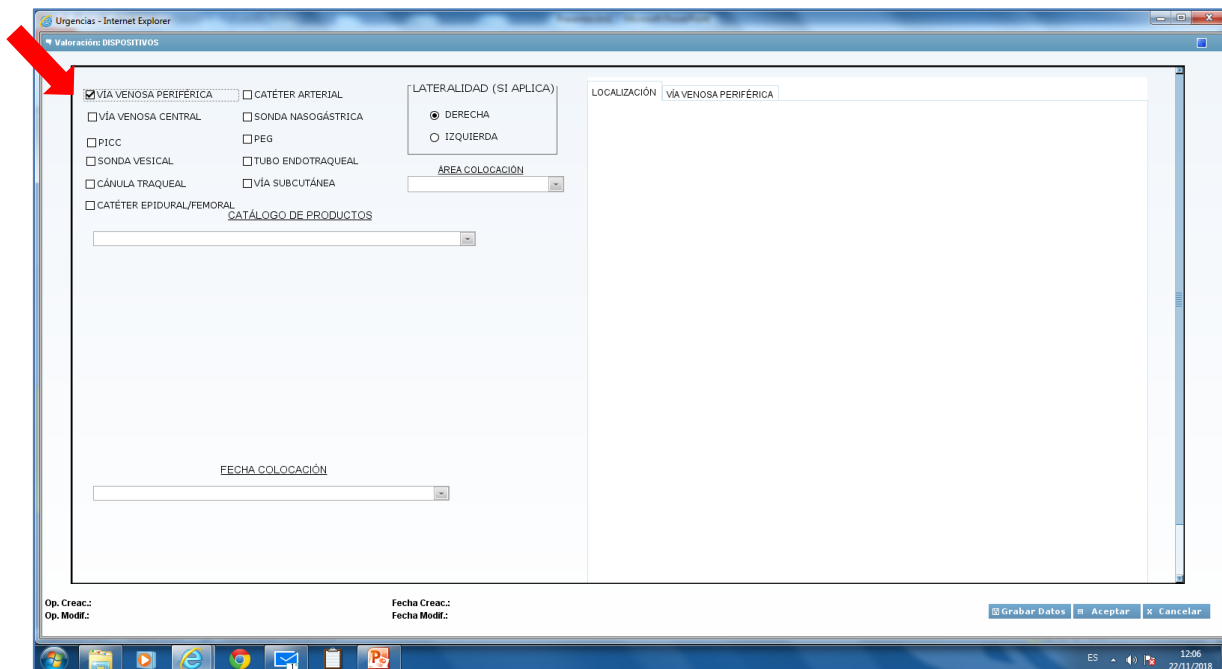 Urgencias - Internet Explorer
Valoración: DISPOSITIVOS
VÍA VENOSA PERIFÉRICA
CATÉTER ARTERIAL
VÍA VENOSA CENTRAL
SONDA NASOGÁSTRICA
PICC
PEG
SONDA VESICAL
TUBO ENDOTRAQUEAL
CÁNULA TRAQUEAL
VÍA SUBCUTÁNEA
CATÉTER EPIDURAL/FEMORAL
LATERALIDAD (SI APLICA)
DERECHA
IZQUIERDA
ÁREA COLOCACIÓN
CATÁLOGO DE PRODUCTOS
FECHA COLOCACIÓN
LOCALIZACIÓN
VÍA VENOSA PERIFÉRICA
Op. Creac.:
Fecha Creac.:
Op. Modif.:
Fecha Modif.:
Grabar Datos
Aceptar
x Cancelar
ES
12:06
22/11/2018